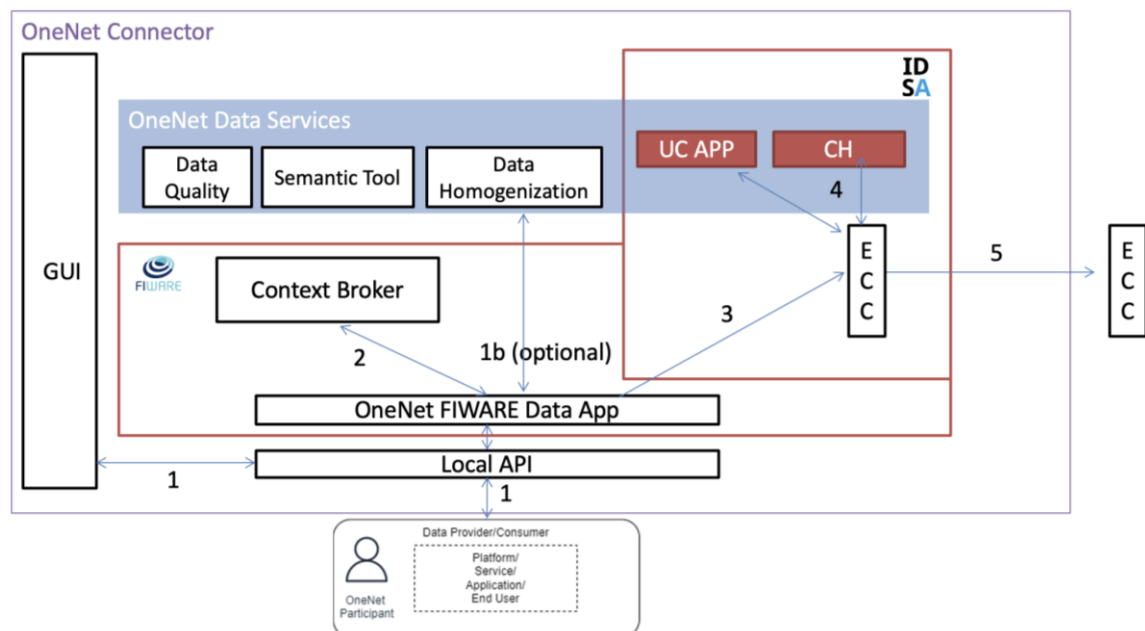 OneNet Connector
ID
SA
OneNet Data Services
UC APP
CH
Data
Quality
Semantic Tool
Data
Homogenization
4
GUI
FIWARE
Context Broker
E
C
C
5
E
C
C
3
2
1b (optional)
OneNet FIWARE Data App
Local API
1
1
Data Provider/Consumer
Platform/
Service/
Application/
End User
OneNet
Participant